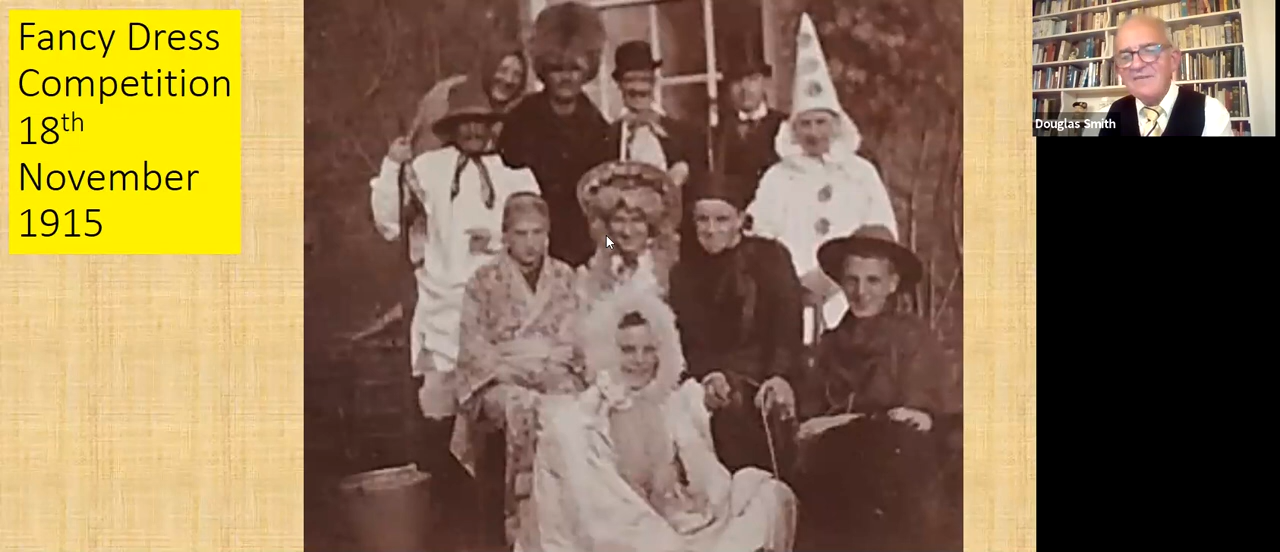 Fancy Dress
Competition
18th
November
1915
Douglas Smith